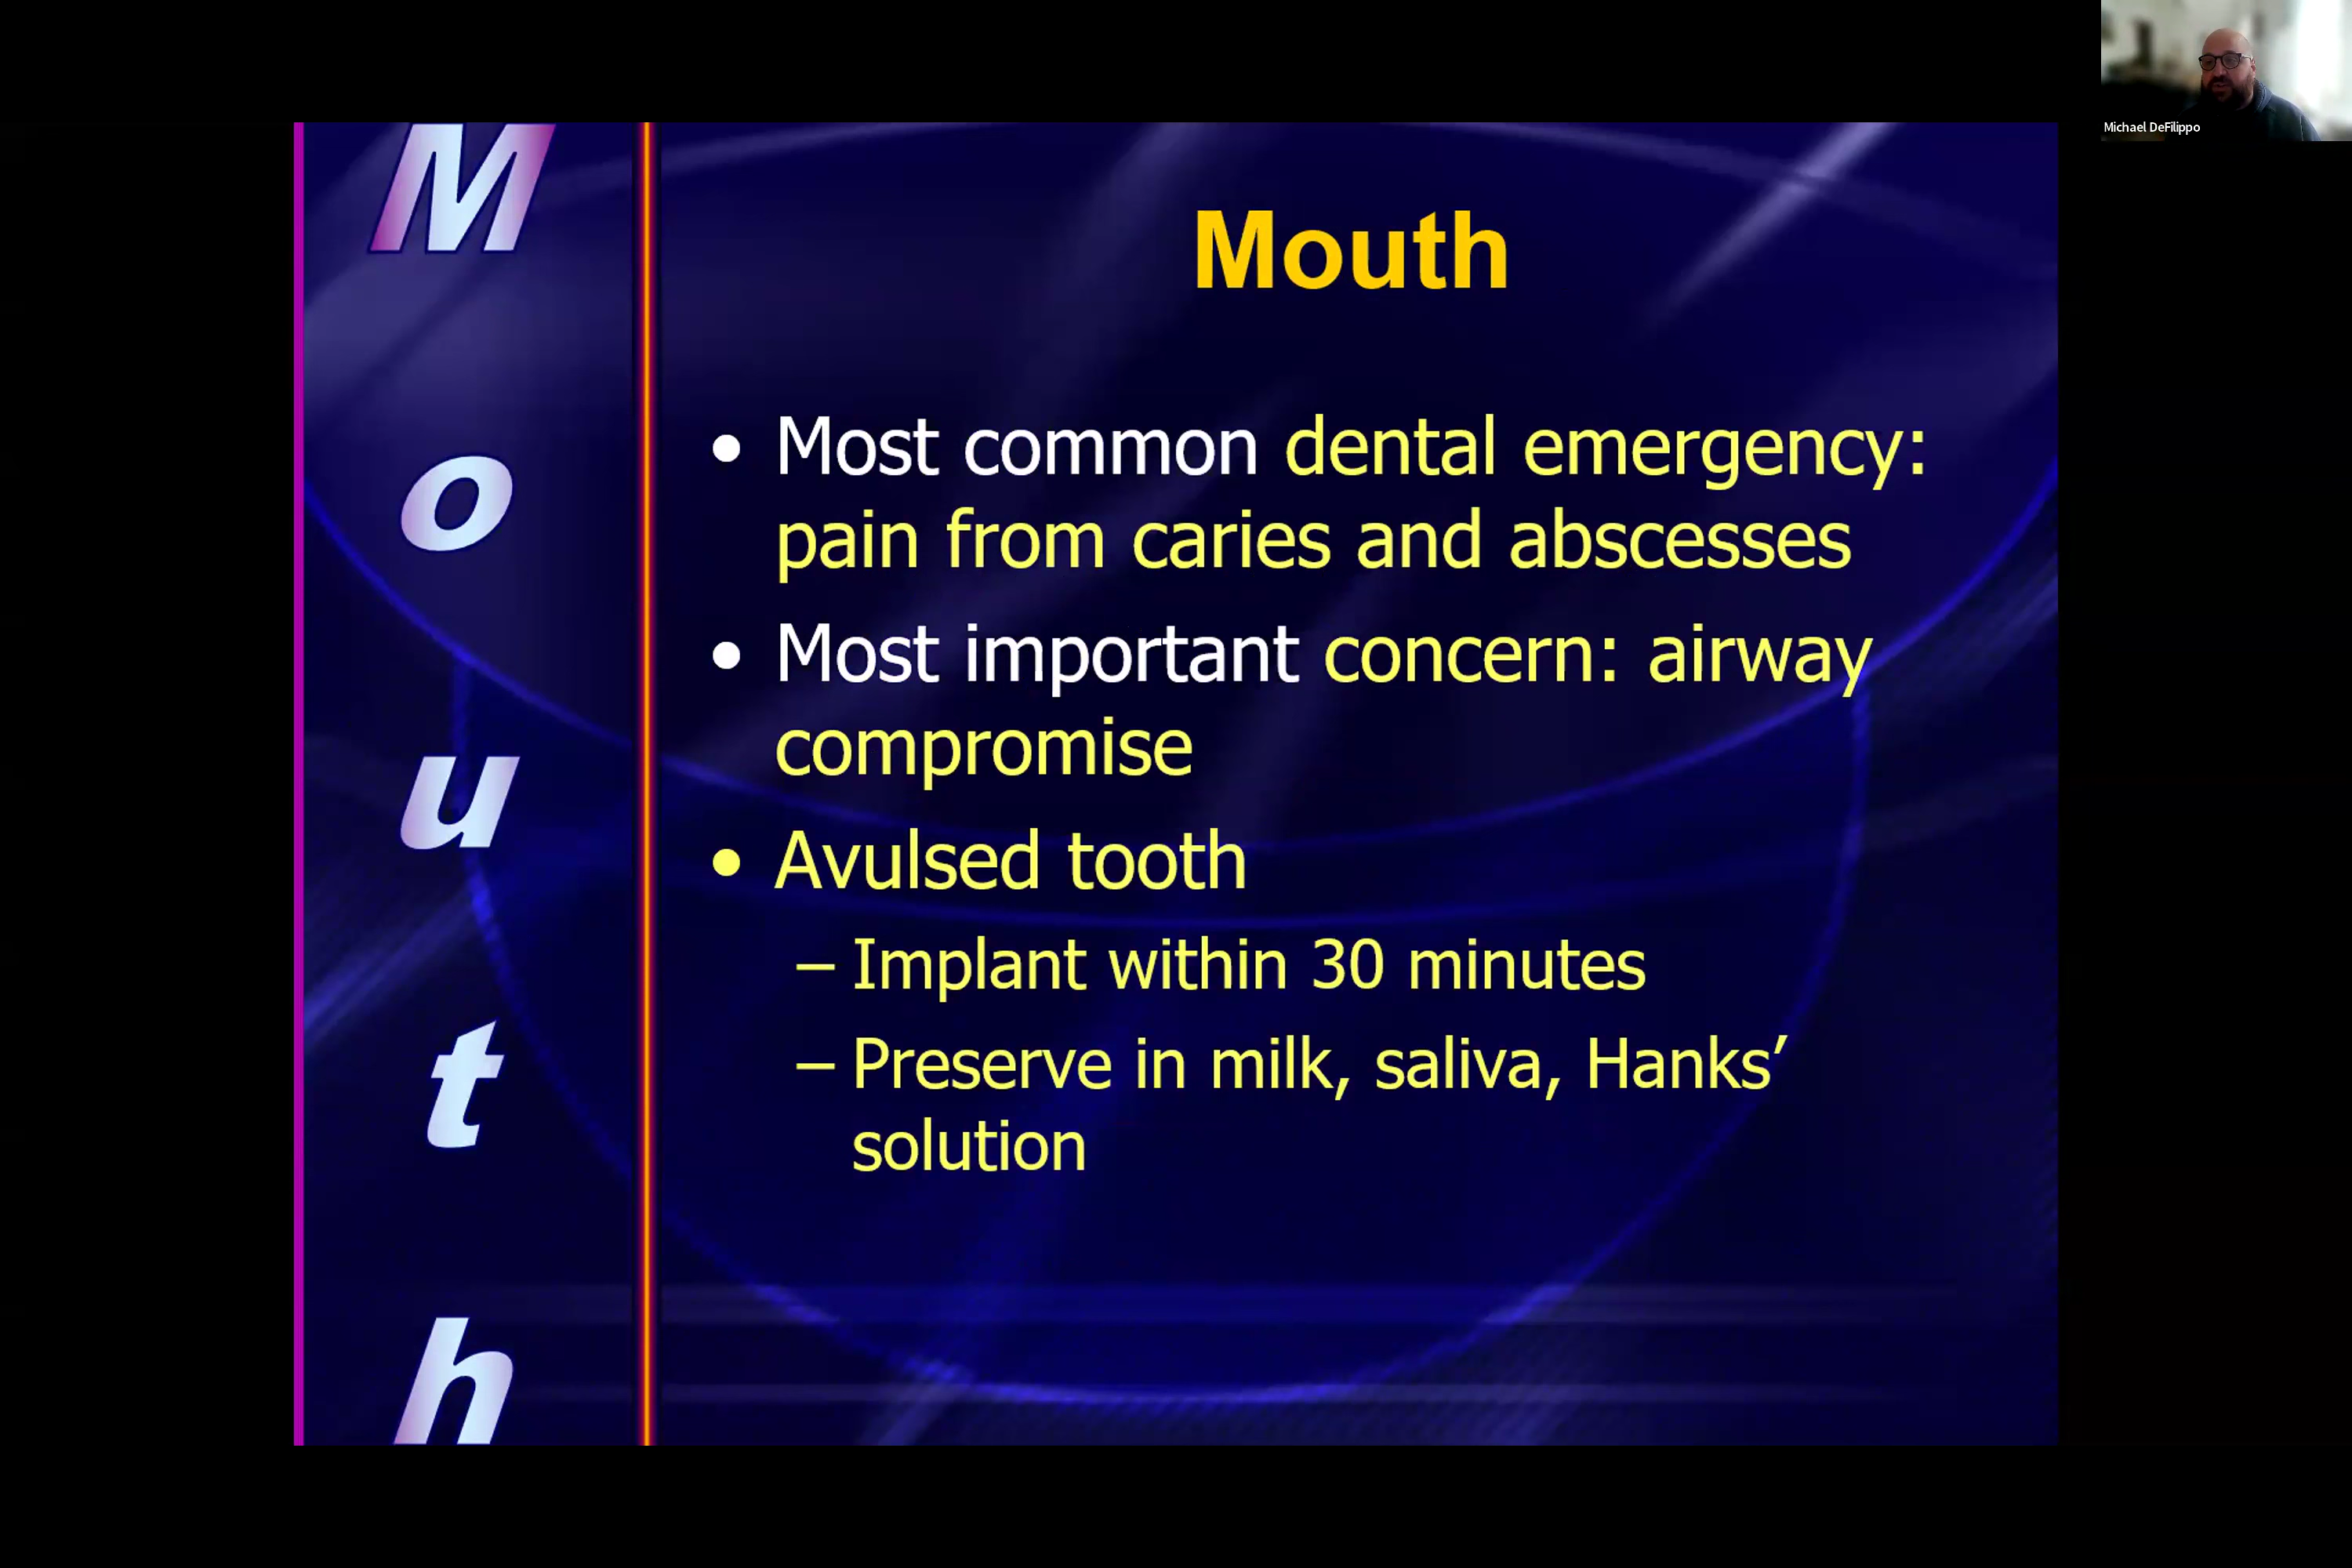 M
o
u
t
h
Mouth
• Most common dental emergency:
pain from caries and abscesses
• Most important concern: airway
compromise
• Avulsed tooth
– Implant within 30 minutes
– Preserve in milk, saliva, Hanks’
solution
Michael DeFilippo